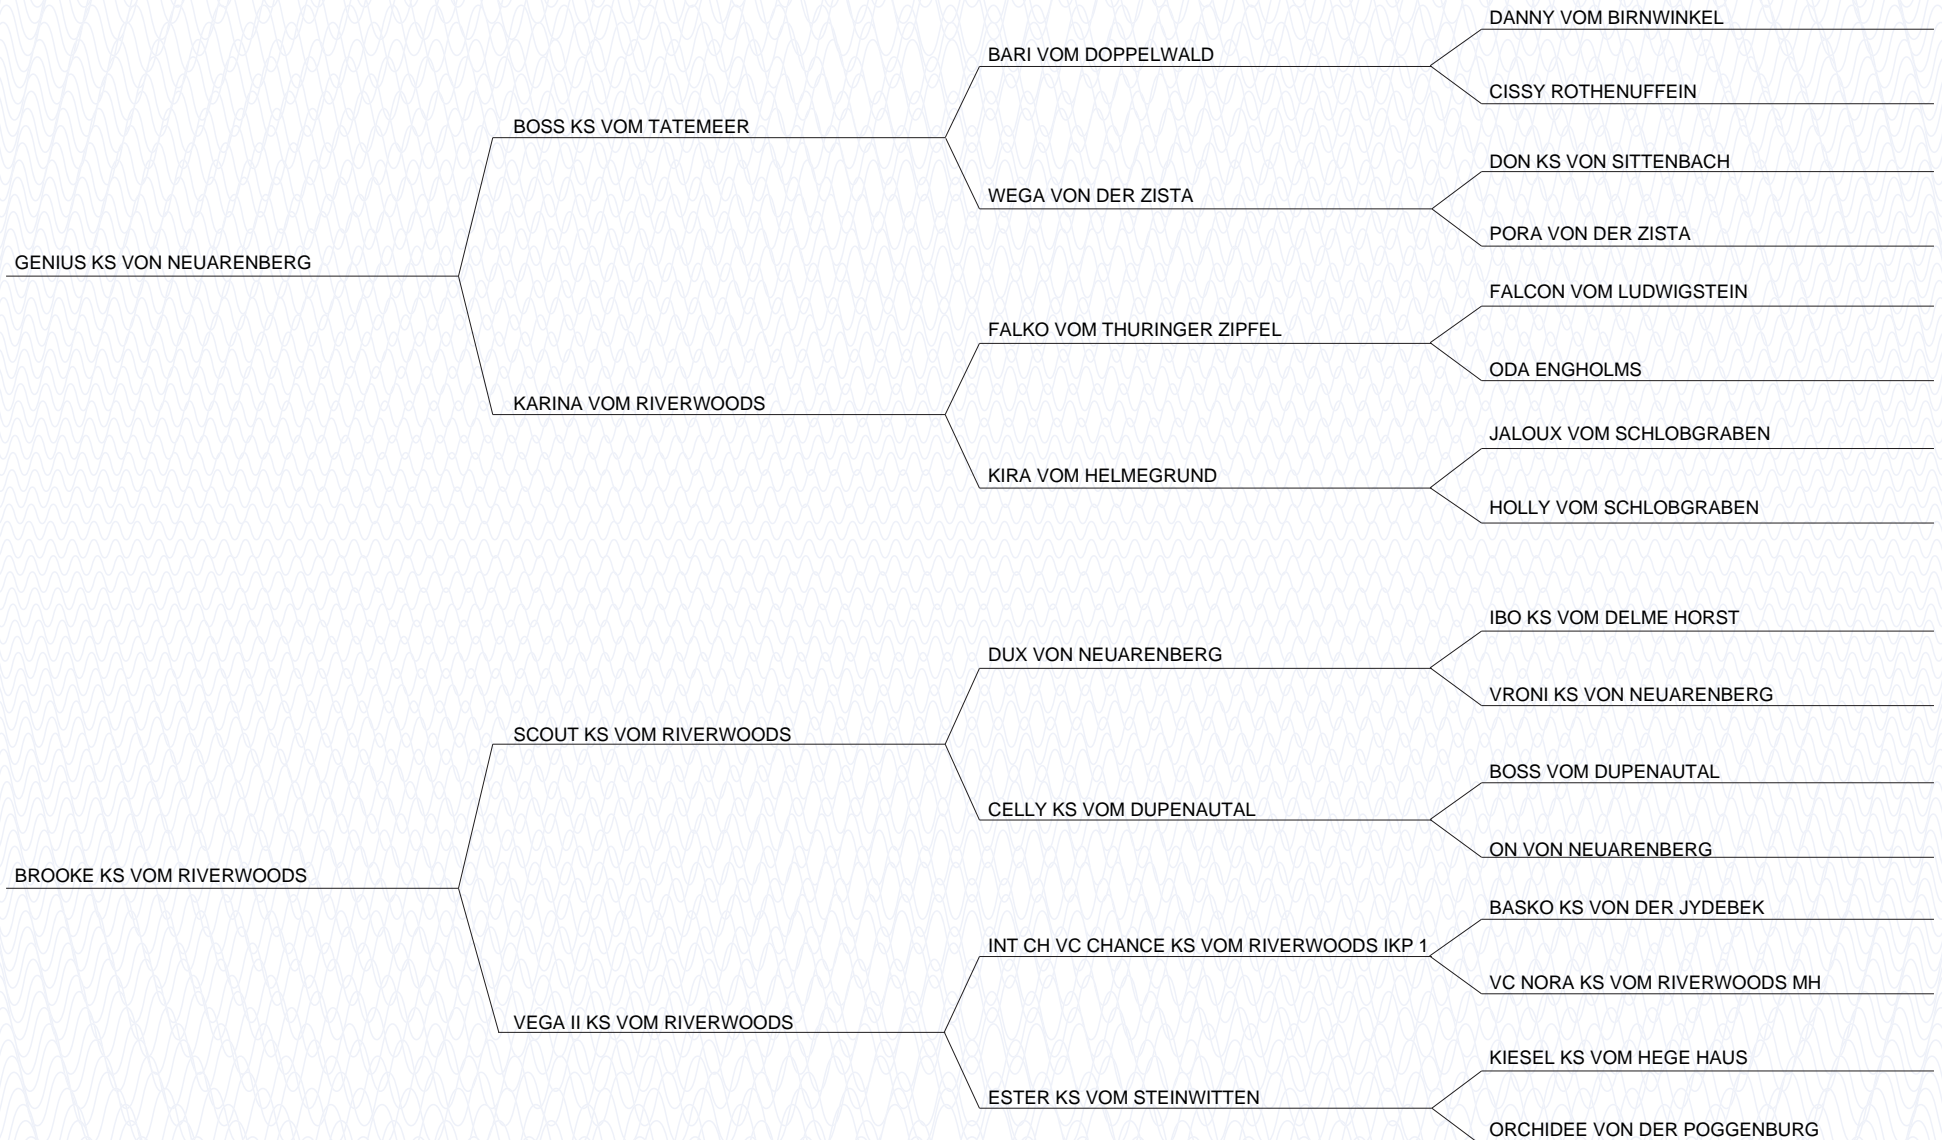 DANNY VOM BIRNWINKEL
BARI VOM DOPPELWALD
CISSY ROTHENUFFEIN
BOSS KS VOM TATEMEER
DON KS VON SITTENBACH
WEGA VON DER ZISTA
PORA VON DER ZISTA
GENIUS KS VON NEUARENBERG
FALCON VOM LUDWIGSTEIN
FALKO VOM THURINGER ZIPFEL
ODA ENGHOLMS
KARINA VOM RIVERWOODS
JALOUX VOM SCHLOBGRABEN
KIRA VOM HELMEGRUND
HOLLY VOM SCHLOBGRABEN
IBO KS VOM DELME HORST
DUX VON NEUARENBERG
VRONI KS VON NEUARENBERG
SCOUT KS VOM RIVERWOODS
BOSS VOM DUPENAUTAL
CELLY KS VOM DUPENAUTAL
ON VON NEUARENBERG
BROOKE KS VOM RIVERWOODS
BASKO KS VON DER JYDEBEK
INT CH VC CHANCE KS VOM RIVERWOODS IKP 1
VC NORA KS VOM RIVERWOODS MH
VEGA II KS VOM RIVERWOODS
KIESEL KS VOM HEGE HAUS
ESTER KS VOM STEINWITTEN
ORCHIDEE VON DER POGGENBURG